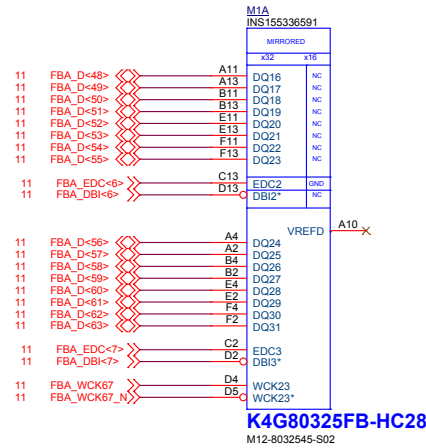 M1A
INS155336591
MIRRORED
x32 x16
11 FBA_D<48> A11 DQ16 NC
11 FBA_D<49> A13 DQ17 NC
11 FBA_D<50> B11 DQ18 NC
11 FBA_D<51> B13 DQ19 NC
11 FBA_D<52> E11 DQ20 NC
11 FBA_D<53> E13 DQ21 NC
11 FBA_D<54> F11 DQ22 NC
11 FBA_D<55> F13 DQ23 NC
11 FBA_EDC<6> C13 EDC2 GND
11 FBA_DBI<6> D13 DBI2* NC
VREFD A10
11 FBA_D<56> A4 DQ24
11 FBA_D<57> A2 DQ25
11 FBA_D<58> B4 DQ26
11 FBA_D<59> B2 DQ27
11 FBA_D<60> E4 DQ28
11 FBA_D<61> E2 DQ29
11 FBA_D<62> F4 DQ30
11 FBA_D<63> F2 DQ31
11 FBA_EDC<7> C2 EDC3
11 FBA_DBI<7> D2 DBI3*
11 FBA_WCK67 D4 WCK23
11 FBA_WCK67_N D5 WCK23*
K4G80325FB-HC28
M12-8032545-S02